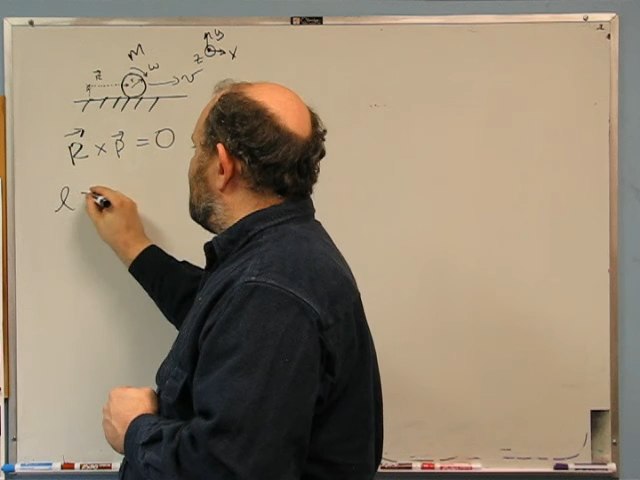 M
y
x
z
ω
v
R
r
R × p = 0
l